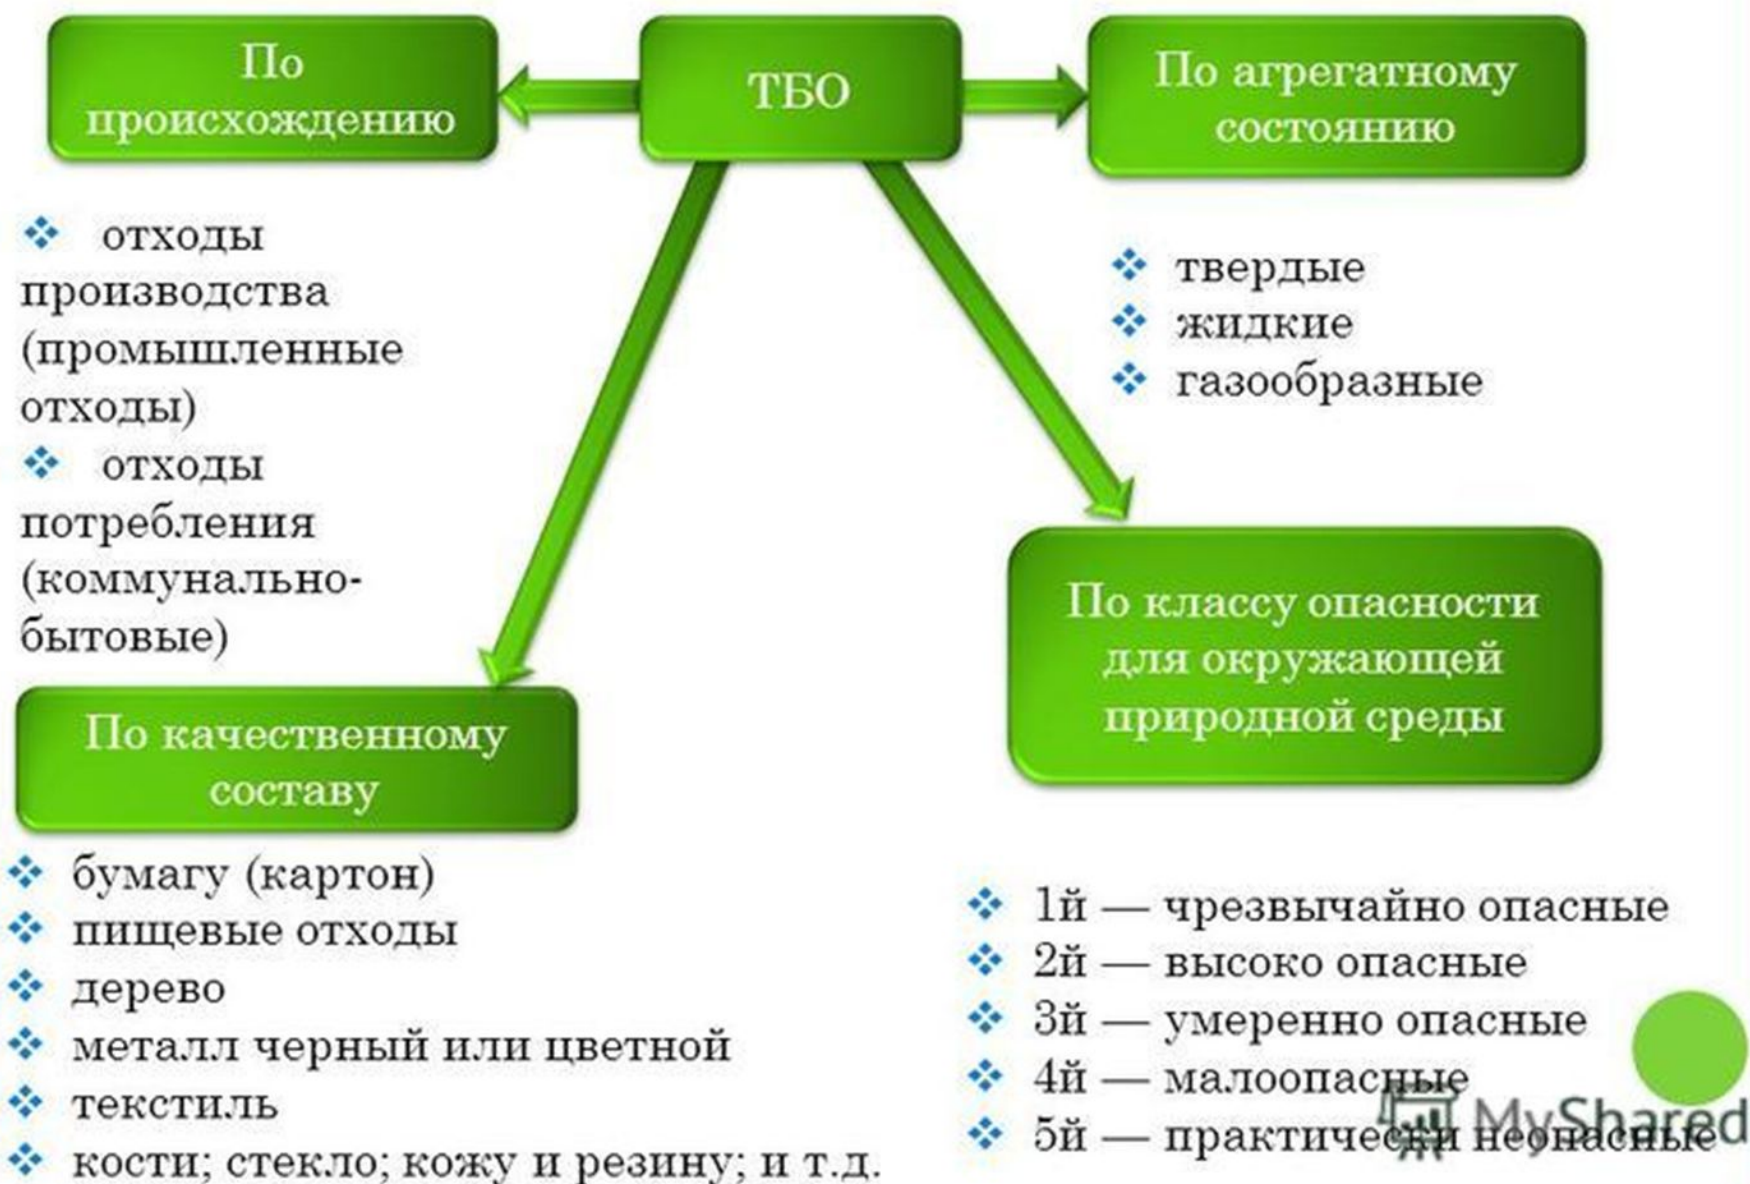 По
происхождению
ТБО
По агрегатному
состоянию
отходы
производства
(промышленные
отходы)
отходы
потребления
(коммунально-
бытовые)
твердые
жидкие
газообразные
По качественному
составу
По классу опасности
для окружающей
природной среды
бумагу (картон)
пищевые отходы
дерево
металл черный или цветной
текстиль
кости; стекло; кожу и резину; и т.д.
1й — чрезвычайно опасные
2й — высоко опасные
3й — умеренно опасные
4й — малоопасные
5й — практически неопасные
MyShared